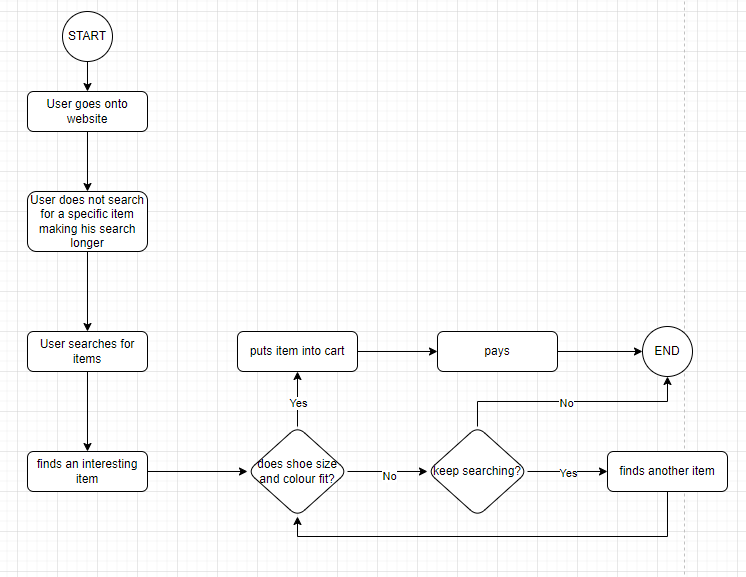 START
User goes onto
website
User does not search
for a specific item
making his search
longer
User searches for
items
puts item into cart
pays
END
Yes
No
finds an interesting
item
does shoe size
and colour fit?
No
keep searching?
Yes
finds another item